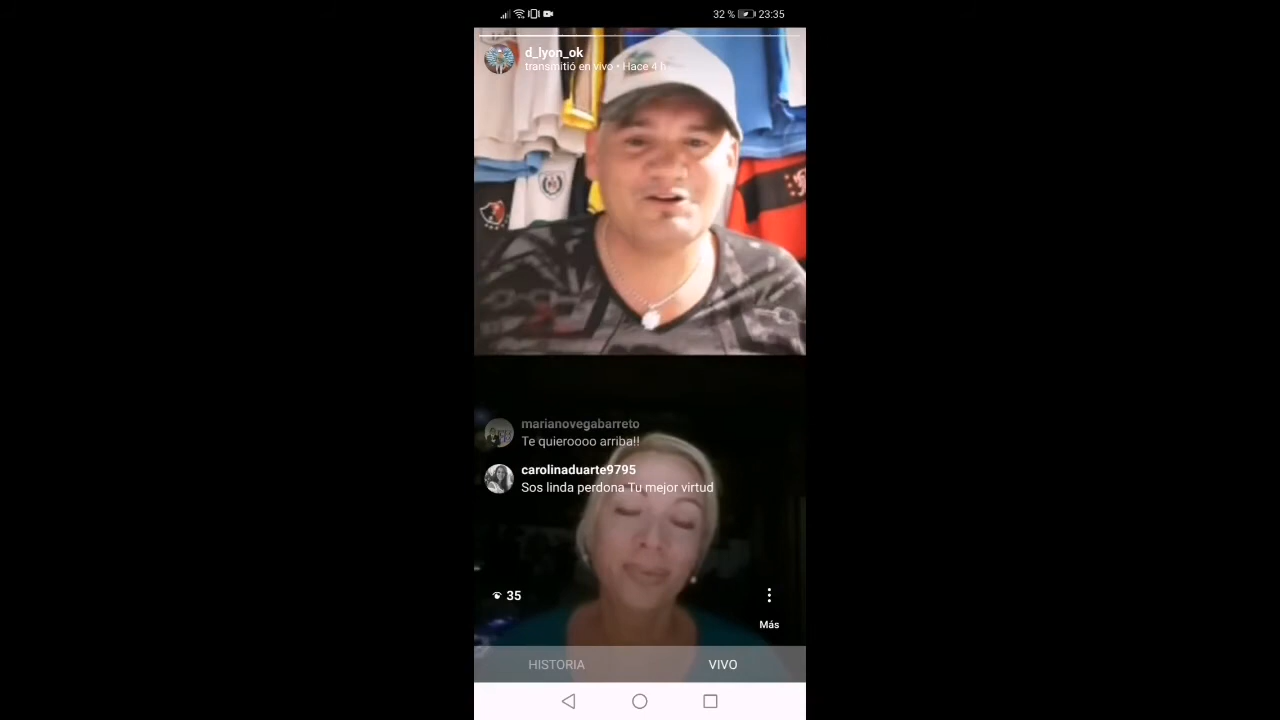 32 % 23:35
d_lyon_ok
transmitió en vivo • Hace 4 h
marianovegabarreto
Te quieroooo arriba!!
carolinaduarte9795
Sos linda perdona Tu mejor virtud
35
Más
HISTORIA
VIVO